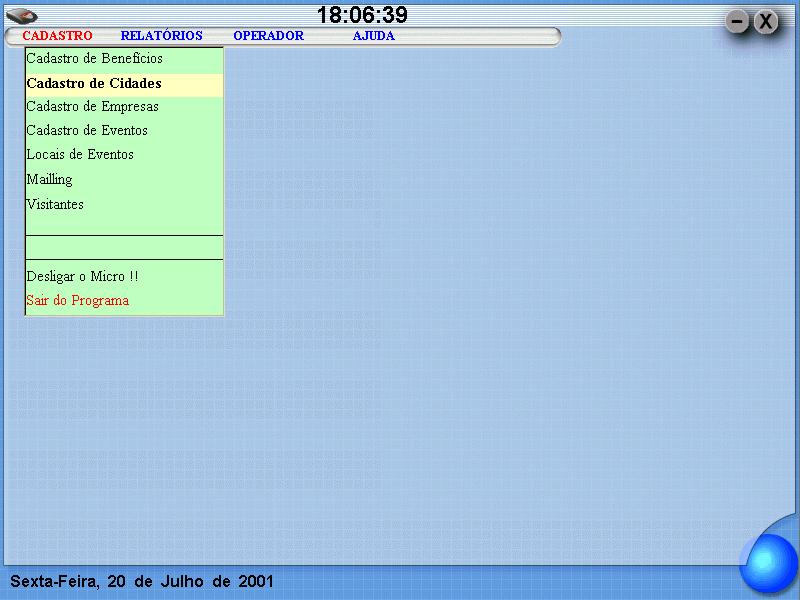 18:06:39
CADASTRO RELATÓRIOS OPERADOR AJUDA
Cadastro de Benefícios
Cadastro de Cidades
Cadastro de Empresas
Cadastro de Eventos
Locais de Eventos
Mailling
Visitantes
Desligar o Micro !!
Sair do Programa
Sexta-Feira, 20 de Julho de 2001